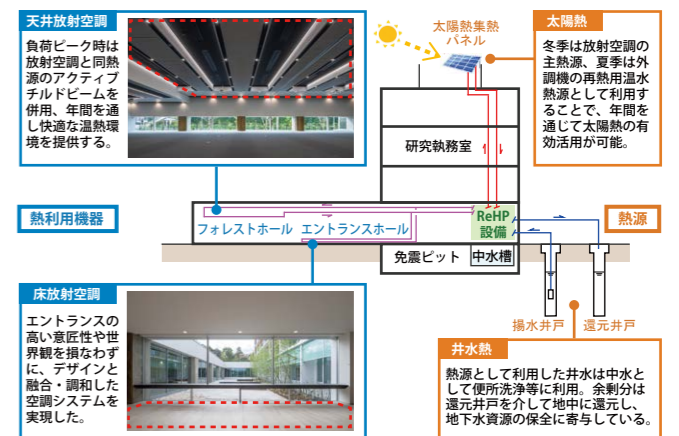 天井放射空調
負荷ピーク時は
放射空調と同熱
源のアクティブ
チルドビームを
併用、年間を通
し快適な温熱環
境を提供する。
太陽熱集熱
パネル
太陽熱
冬季は放射空調の
主熱源、夏季は外
調機の再熱用温水
熱源として利用す
ることで、年間を
通じて太陽熱の有
効活用が可能。
研究執務室
熱利用機器
フォレストホール エントランスホール
ReHP
設備
熱源
免震ピット 中水槽
揚水井戸 還元井戸
床放射空調
エントランスの
高い意匠性や世
界観を損なわず
に、デザインと
融合・調和した
空調システムを
実現した。
井水熱
熱源として利用した井水は中水と
して便所洗浄等に利用。余剰分は
還元井戸を介して地中に還元し、
地下水資源の保全に寄与している。